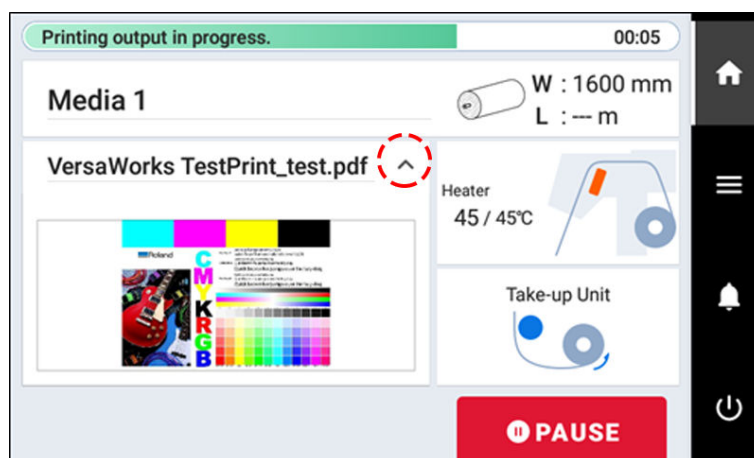 Printing output in progress. 00:05
Media 1
W : 1600 mm
L : --- m
VersaWorks TestPrint_test.pdf
Heater
45 / 45℃
Roland
C
M
Y
K
R
G
B
Take-up Unit
PAUSE